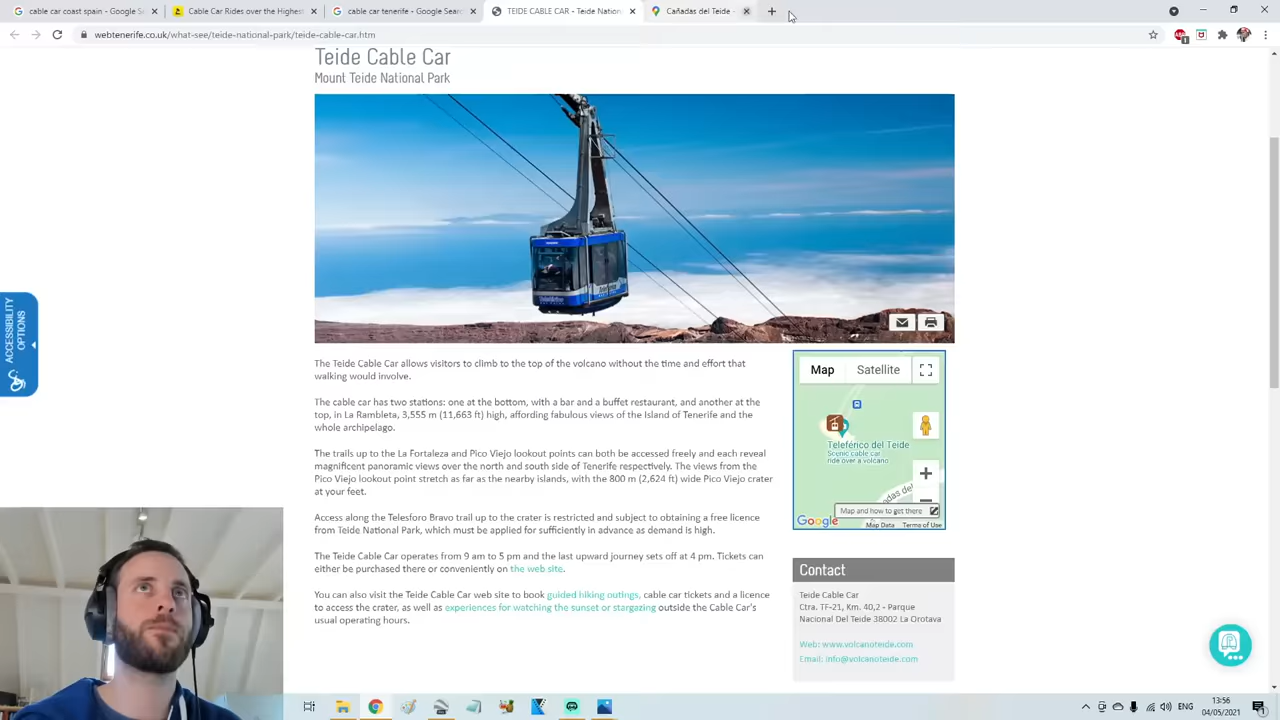 cable car coast spain - Google S
Cable Car Rides over the Highest
cable car tenerife - Google Searc
TEIDE CABLE CAR - Teide Nation
Cañadas del Teide
webtenerife.co.uk/what-see/teide-national-park/teide-cable-car.htm
Teide Cable Car
Mount Teide National Park
ACCESSIBILITY
OPTIONS
The Teide Cable Car allows visitors to climb to the top of the volcano without the time and effort that
walking would involve.
The cable car has two stations: one at the bottom, with a bar and a buffet restaurant, and another at the
top, in La Rambleta, 3,555 m (11,663 ft) high, affording fabulous views of the Island of Tenerife and the
whole archipelago.
The trails up to the La Fortaleza and Pico Viejo lookout points can both be accessed freely and each reveal
magnificent panoramic views over the north and south side of Tenerife respectively. The views from the
Pico Viejo lookout point stretch as far as the nearby islands, with the 800 m (2,624 ft) wide Pico Viejo crater
at your feet.
Access along the Telesforo Bravo trail up to the crater is restricted and subject to obtaining a free licence
from Teide National Park, which must be applied for sufficiently in advance as demand is high.
The Teide Cable Car operates from 9 am to 5 pm and the last upward journey sets off at 4 pm. Tickets can
either be purchased there or conveniently on the web site.
You can also visit the Teide Cable Car web site to book guided hiking outings, cable car tickets and a licence
to access the crater, as well as experiences for watching the sunset or stargazing outside the Cable Car's
usual operating hours.
Map Satellite
Teleférico del Teide
Scenic cable car
ride over a volcano
Map and how to get there
Google Map Data Terms of Use
Contact
Teide Cable Car
Ctra. TF-21, Km. 40,2 - Parque
Nacional Del Teide 38002 La Orotava
Web: www.volcanoteide.com
Email: info@volcanoteide.com
ENG
13:56
04/05/2021